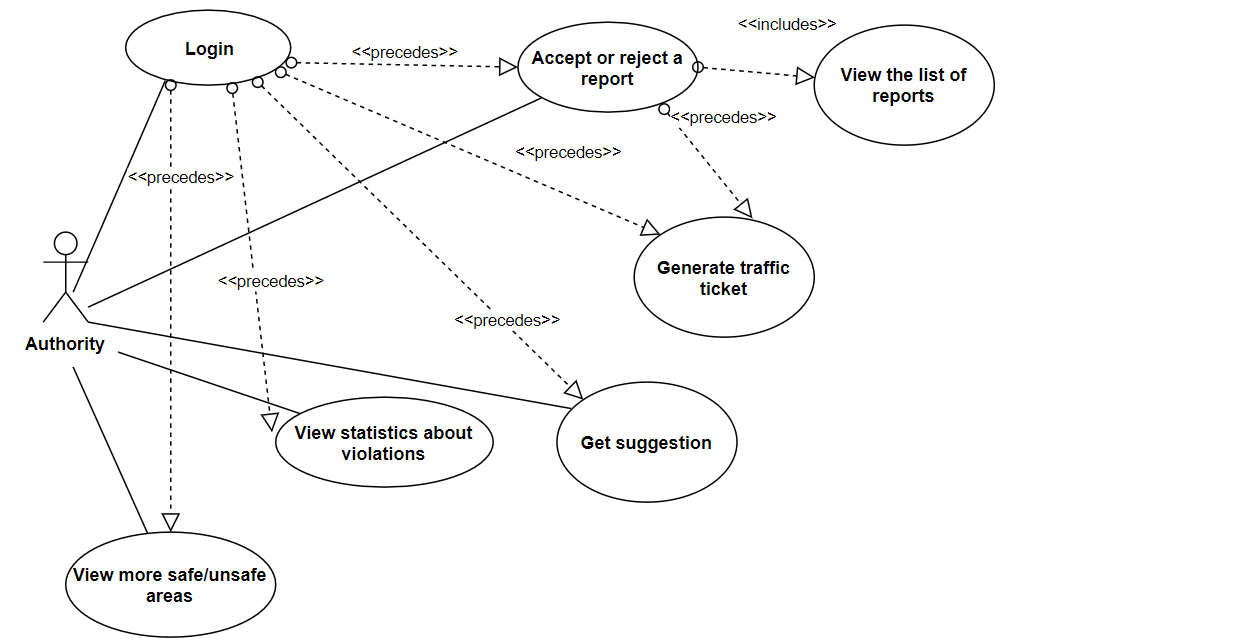 <<includes>>
Login
<<precedes>>
Accept or reject a
report
View the list of
reports
<<precedes>>
<<precedes>>
<<precedes>>
Generate traffic
ticket
<<precedes>>
<<precedes>>
Authority
View statistics about
violations
Get suggestion
View more safe/unsafe
areas